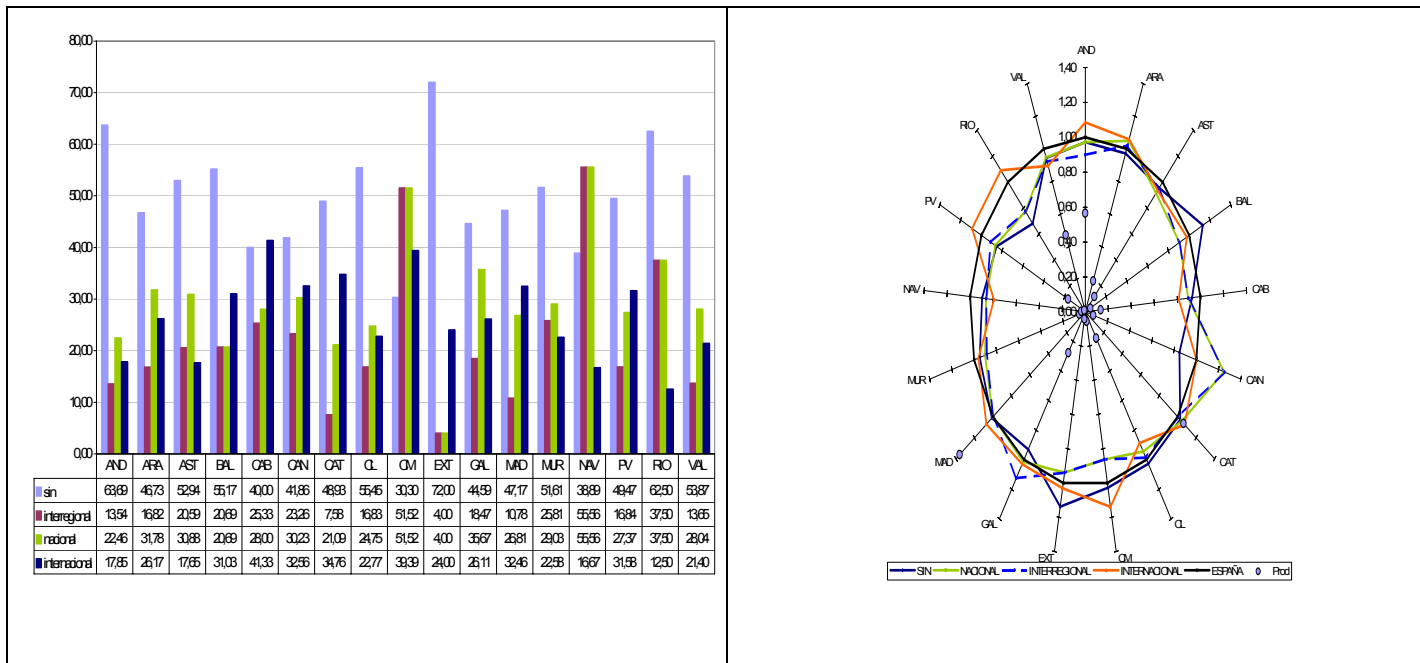 80,00
70,00
60,00
50,00
40,00
30,00
20,00
10,00
0,00
AND ARA AST BAL CAB CAN CAT CL CM EXT GAL MAD MUR NAV PV RIO VAL
sin 63,69 46,73 52,94 55,17 40,00 41,86 48,93 55,45 30,30 72,00 44,59 47,17 51,61 38,89 49,47 62,50 53,87
interregional 13,54 16,82 20,59 20,69 25,33 23,26 7,58 16,83 51,52 4,00 18,47 10,78 25,81 55,56 16,84 37,50 13,65
nacional 22,46 31,78 30,88 20,69 28,00 30,23 21,09 24,75 51,52 4,00 35,67 26,81 29,03 55,56 27,37 37,50 28,04
internacional 17,85 26,17 17,65 31,03 41,33 32,56 34,76 22,77 39,39 24,00 26,11 32,46 22,58 16,67 31,58 12,50 21,40
AND
1,40
1,20
1,00
0,80
0,60
0,40
0,20
0,00
ARA
AST
BAL
CAB
CAN
CAT
CL
CM
EXT
GAL
MAD
MUR
NAV
PV
RIO
VAL
SIN NACIONAL INTERREGIONAL INTERNACIONAL ESPAÑA Prod